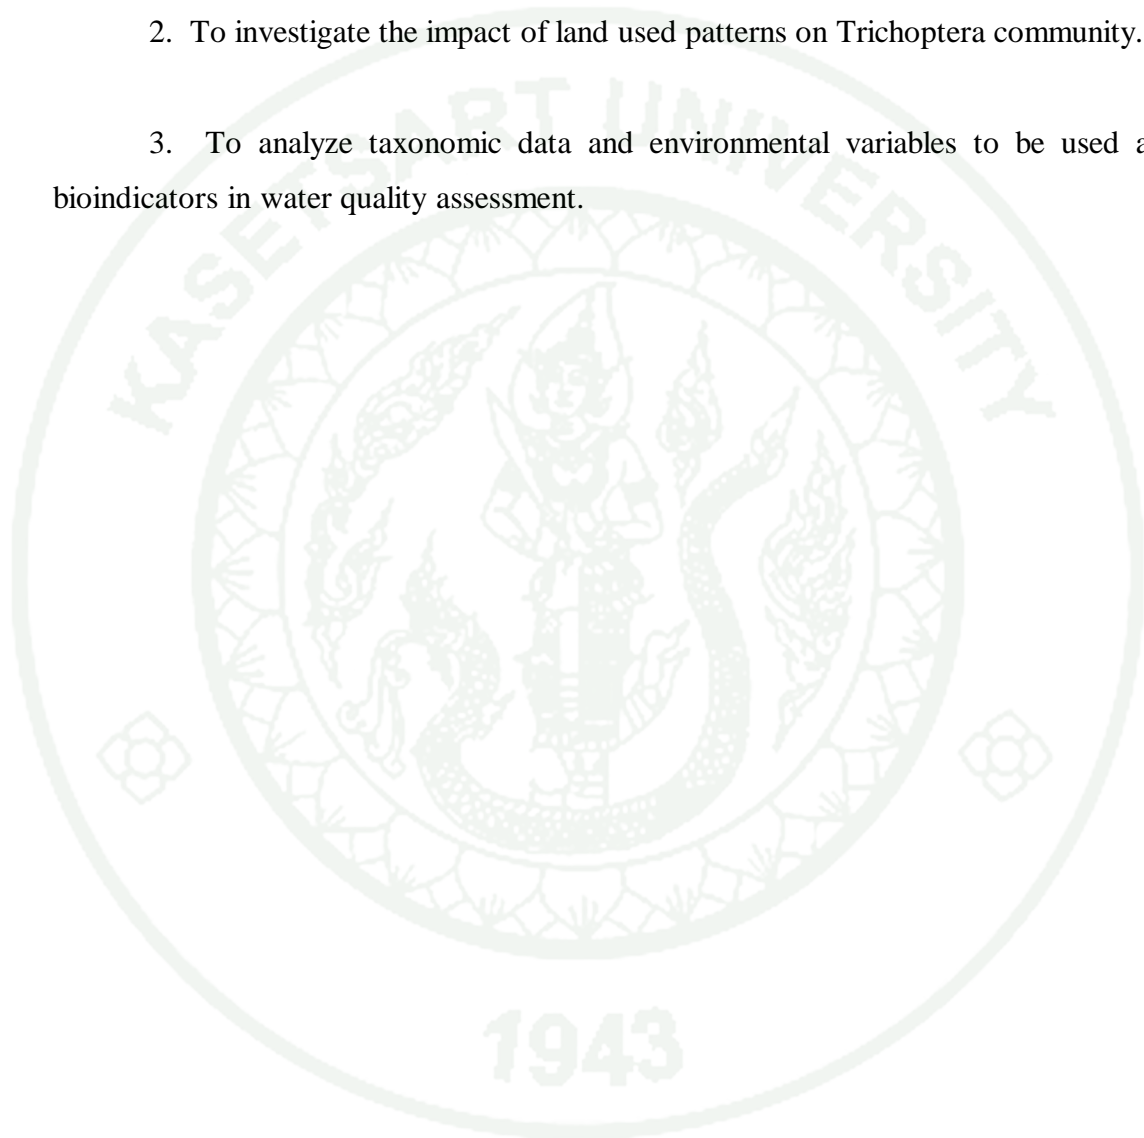 2. To investigate the impact of land used patterns on Trichoptera community.
3. To analyze taxonomic data and environmental variables to be used
bioindicators in water quality assessment.
KASETSART UNIVERSITY
1943